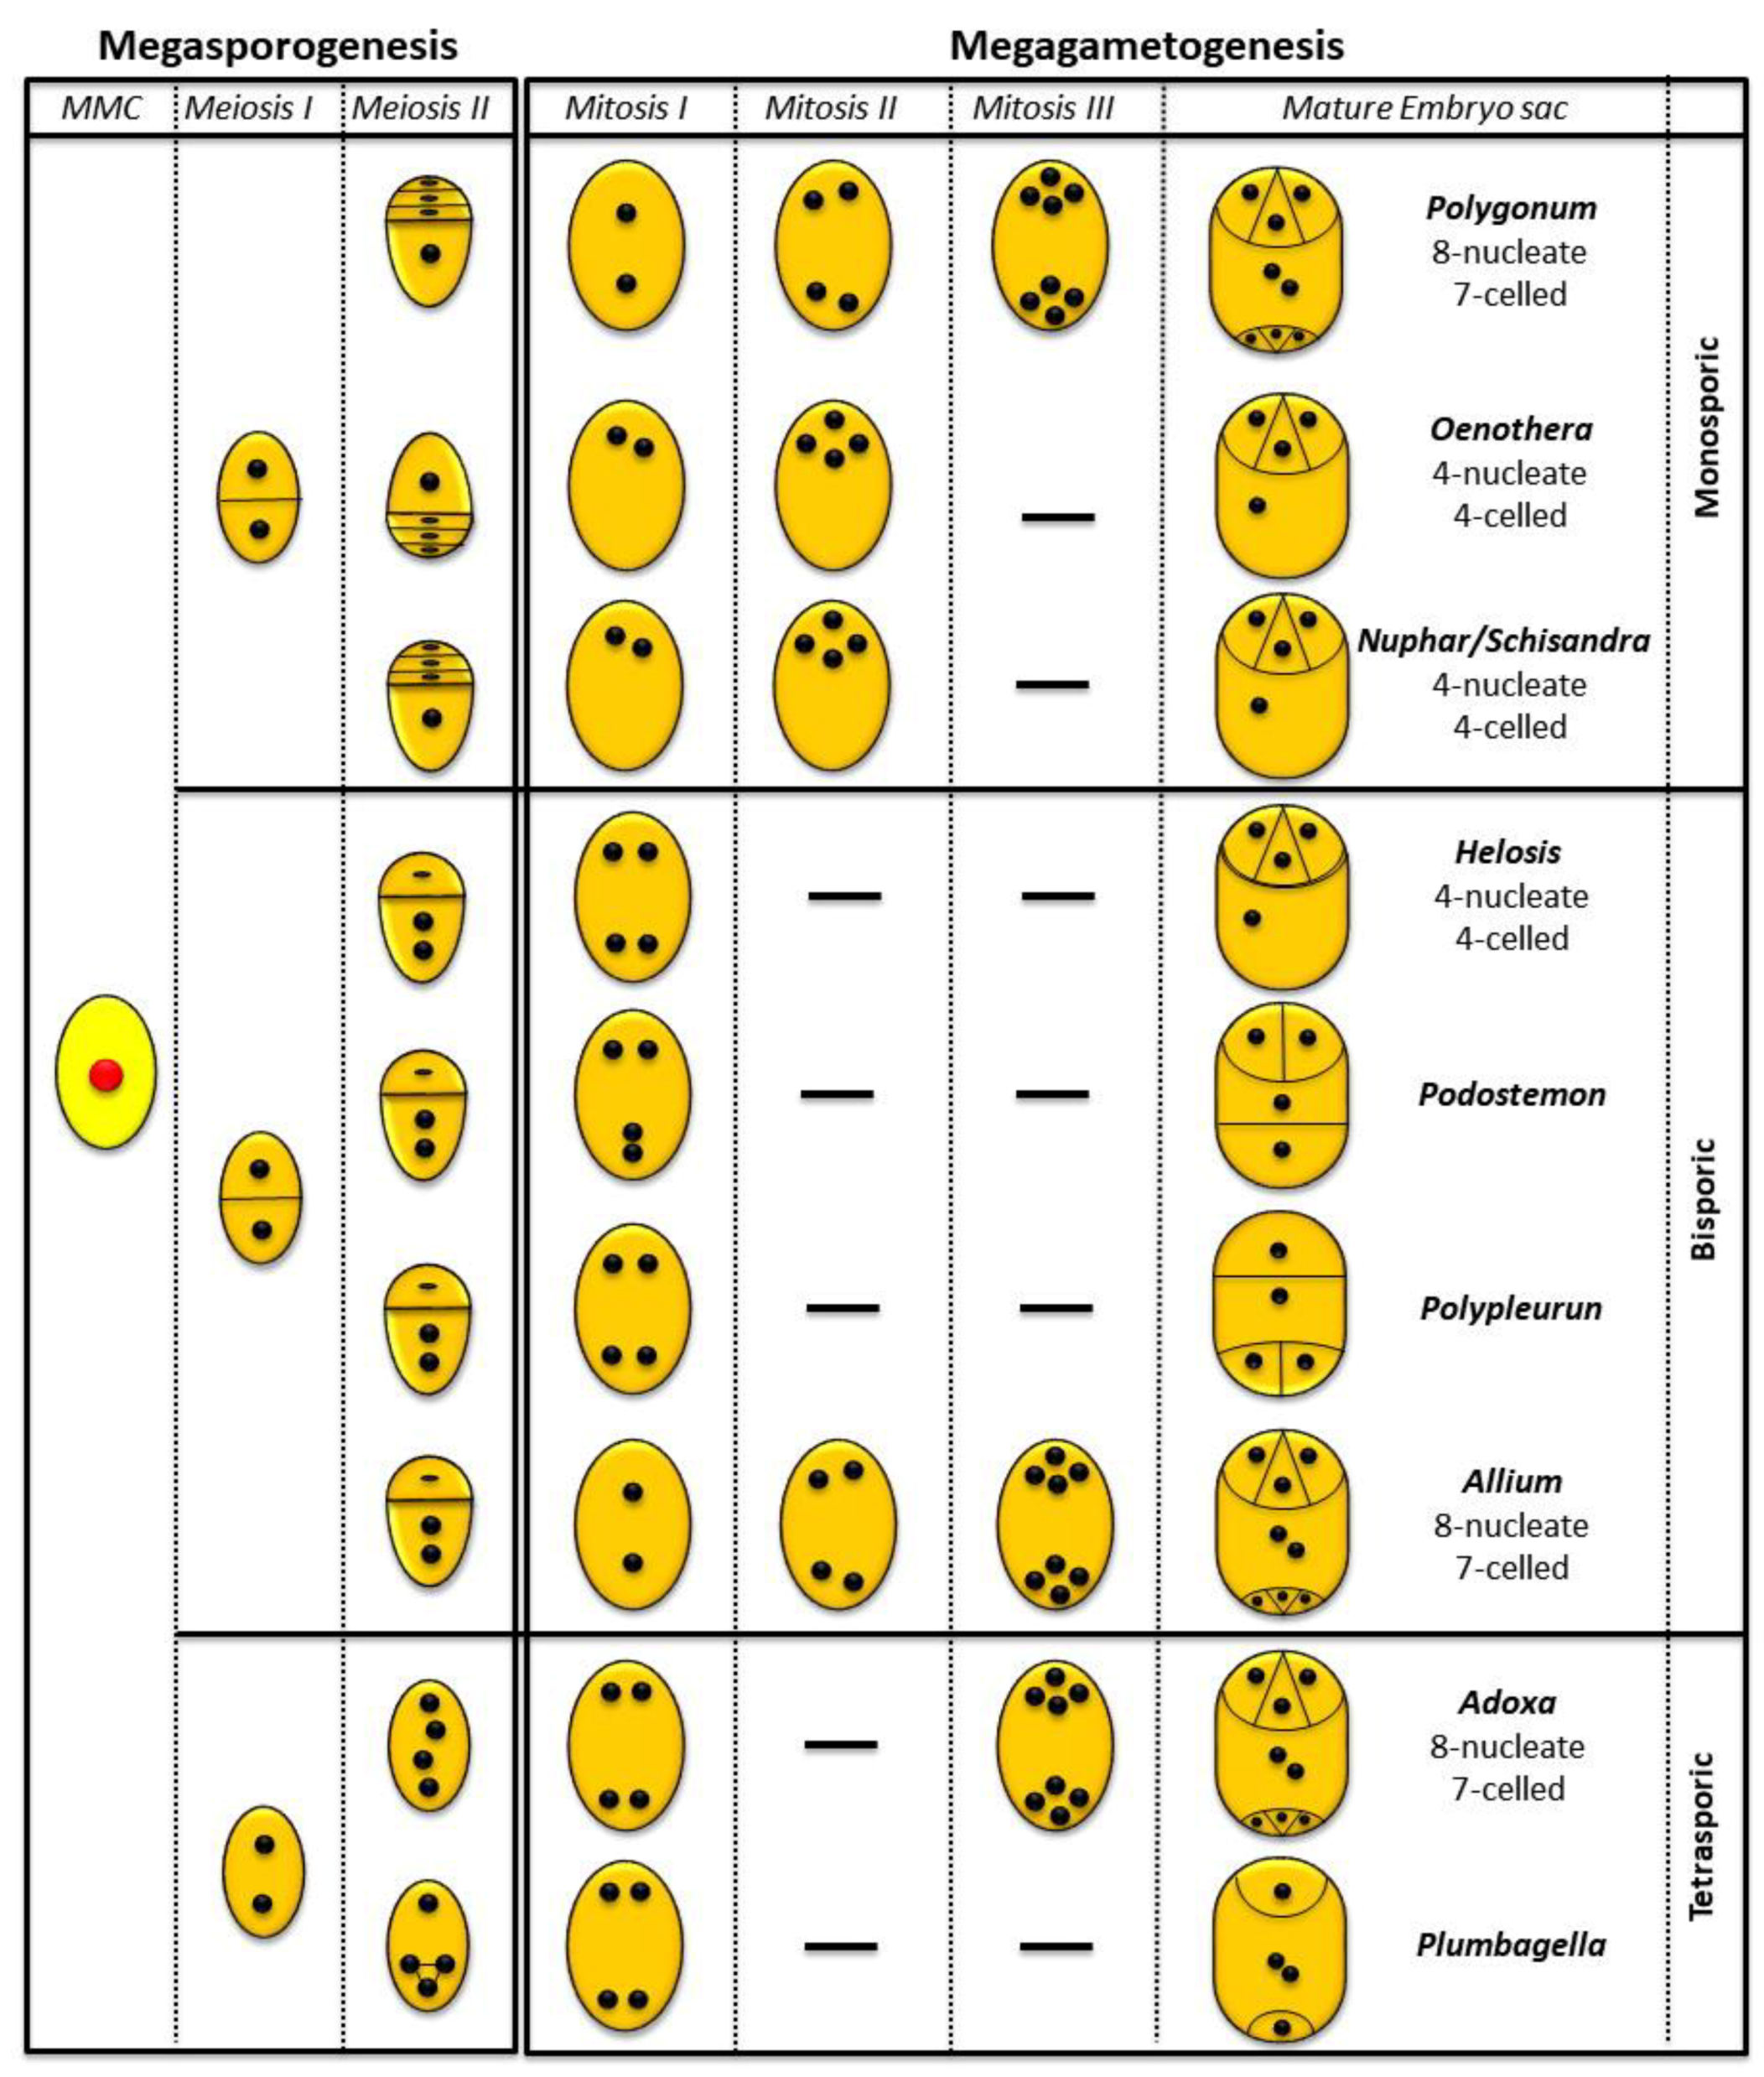 Megasporogenesis
Megagametogenesis
MMC
Meiosis I
Meiosis II
Mitosis I
Mitosis II
Mitosis III
Mature Embryo sac
Polygonum
8-nucleate
7-celled
Oenothera
4-nucleate
4-celled
Nuphar/Schisandra
4-nucleate
4-celled
Monosporic
Helosis
4-nucleate
4-celled
Podostemon
Polypleurun
Allium
8-nucleate
7-celled
Bisporic
Adoxa
8-nucleate
7-celled
Plumbagella
Tetrasporic